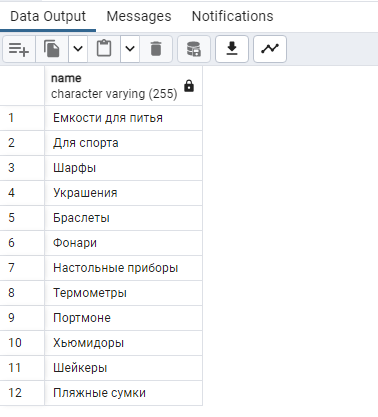 Data Output Messages Notifications
name
character varying (255)
1 Емкости для питья
2 Для спорта
3 Шарфы
4 Украшения
5 Браслеты
6 Фонари
7 Настольные приборы
8 Термометры
9 Портмоне
10 Хьюмидоры
11 Шейкеры
12 Пляжные сумки